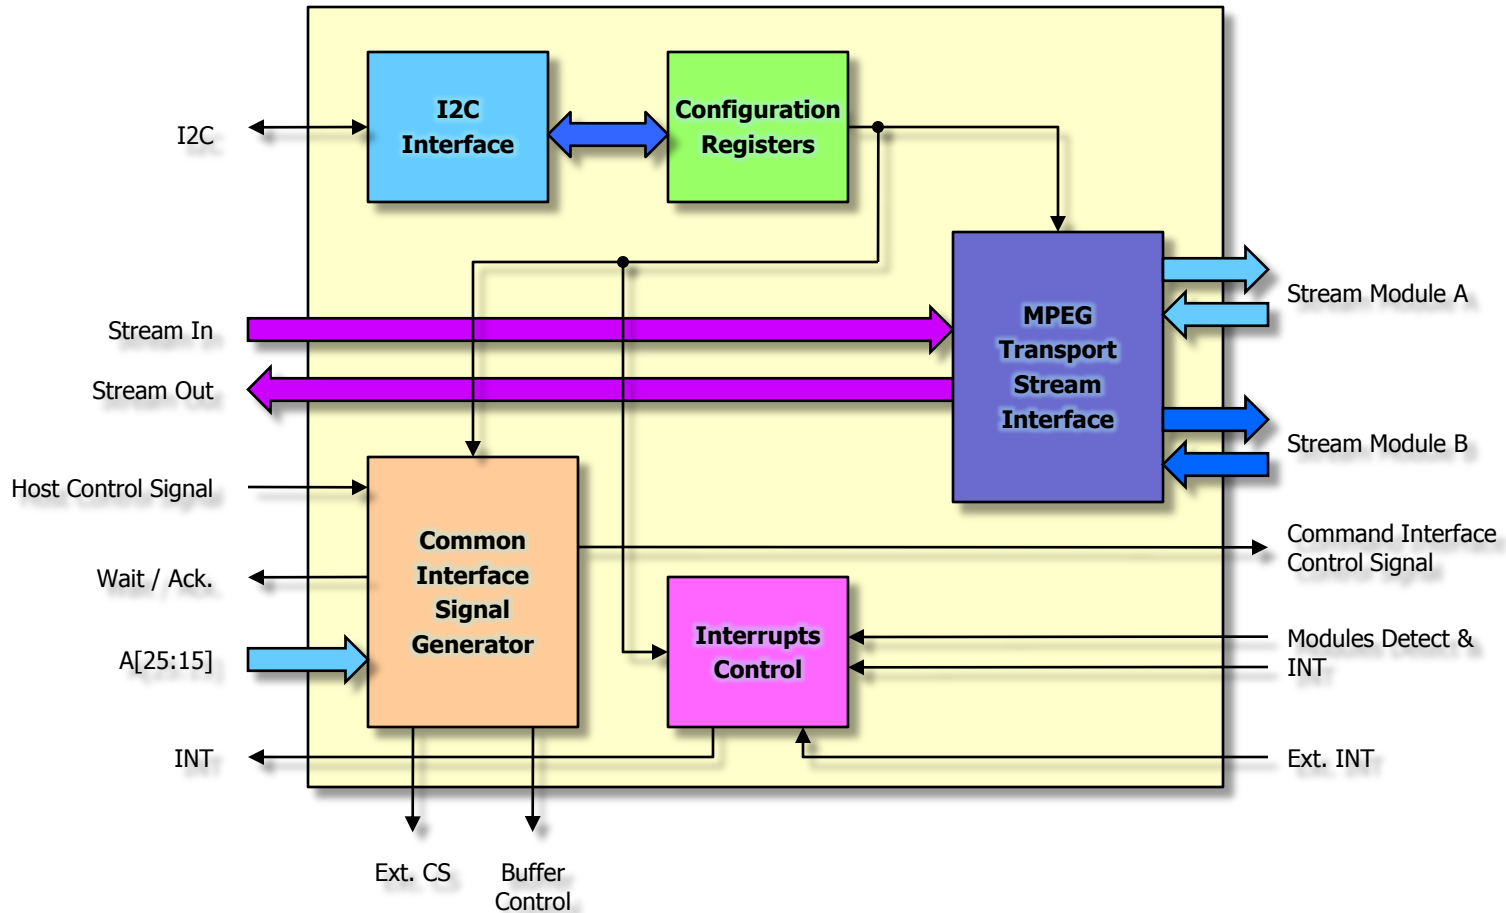 I2C
Interface
Configuration
Registers
I2C
MPEG
Transport
Stream
Interface
Stream Module A
Stream In
Stream Out
Stream Module B
Host Control Signal
Common
Interface
Signal
Generator
Command Interface
Control Signal
Wait / Ack.
Interrupts
Control
Modules Detect &
INT
A[25:15]
INT
Ext. INT
Ext. CS
Buffer
Control